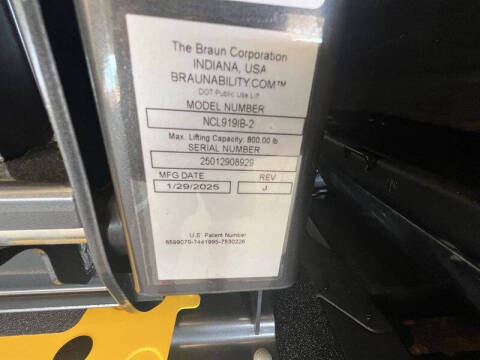 The Braun Corporation
INDIANA, USA
BRAUNABILITY.COM™
DOT Public Use Lift
MODEL NUMBER
NCL919IB-2
Max. Lifting Capacity: 800.00 lb
SERIAL NUMBER
25012908929
MFG DATE REV
1/29/2025 J
U.S. Patent Number
6599079-7441995-7530226